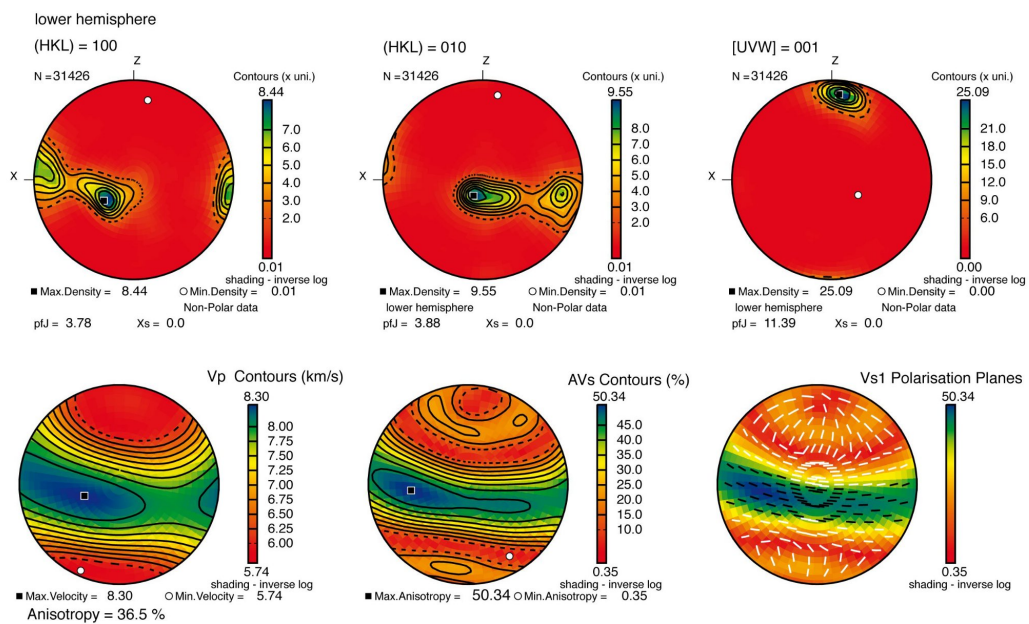 lower hemisphere
(HKL) = 100
Z
N = 31426
Contours (x uni.)
8.44
7.0
6.0
5.0
4.0
3.0
2.0
X
0.01
shading - inverse log
Max.Density = 8.44
Min.Density = 0.01
Non-Polar data
pfJ = 3.78
Xs = 0.0
(HKL) = 010
Z
N = 31426
Contours (x uni.)
9.55
8.0
7.0
6.0
5.0
4.0
3.0
2.0
X
0.01
shading - inverse log
Max.Density = 9.55
Min.Density = 0.01
lower hemisphere
Non-Polar data
pfJ = 3.88
Xs = 0.0
[UVW] = 001
Z
N = 31426
Contours (x uni.)
25.09
21.0
18.0
15.0
12.0
9.0
6.0
X
0.00
shading - inverse log
Max.Density = 25.09
Min.Density = 0.00
lower hemisphere
Non-Polar data
pfJ = 11.39
Xs = 0.0
Vp Contours (km/s)
8.30
8.00
7.75
7.50
7.25
7.00
6.75
6.50
6.25
6.00
5.74
shading - inverse log
Max.Velocity = 8.30
Min.Velocity = 5.74
Anisotropy = 36.5 %
AVs Contours (%)
50.34
45.0
40.0
35.0
30.0
25.0
20.0
15.0
10.0
0.35
shading - inverse log
Max.Anisotropy = 50.34
Min.Anisotropy = 0.35
Vs1 Polarisation Planes
50.34
0.35
shading - inverse log